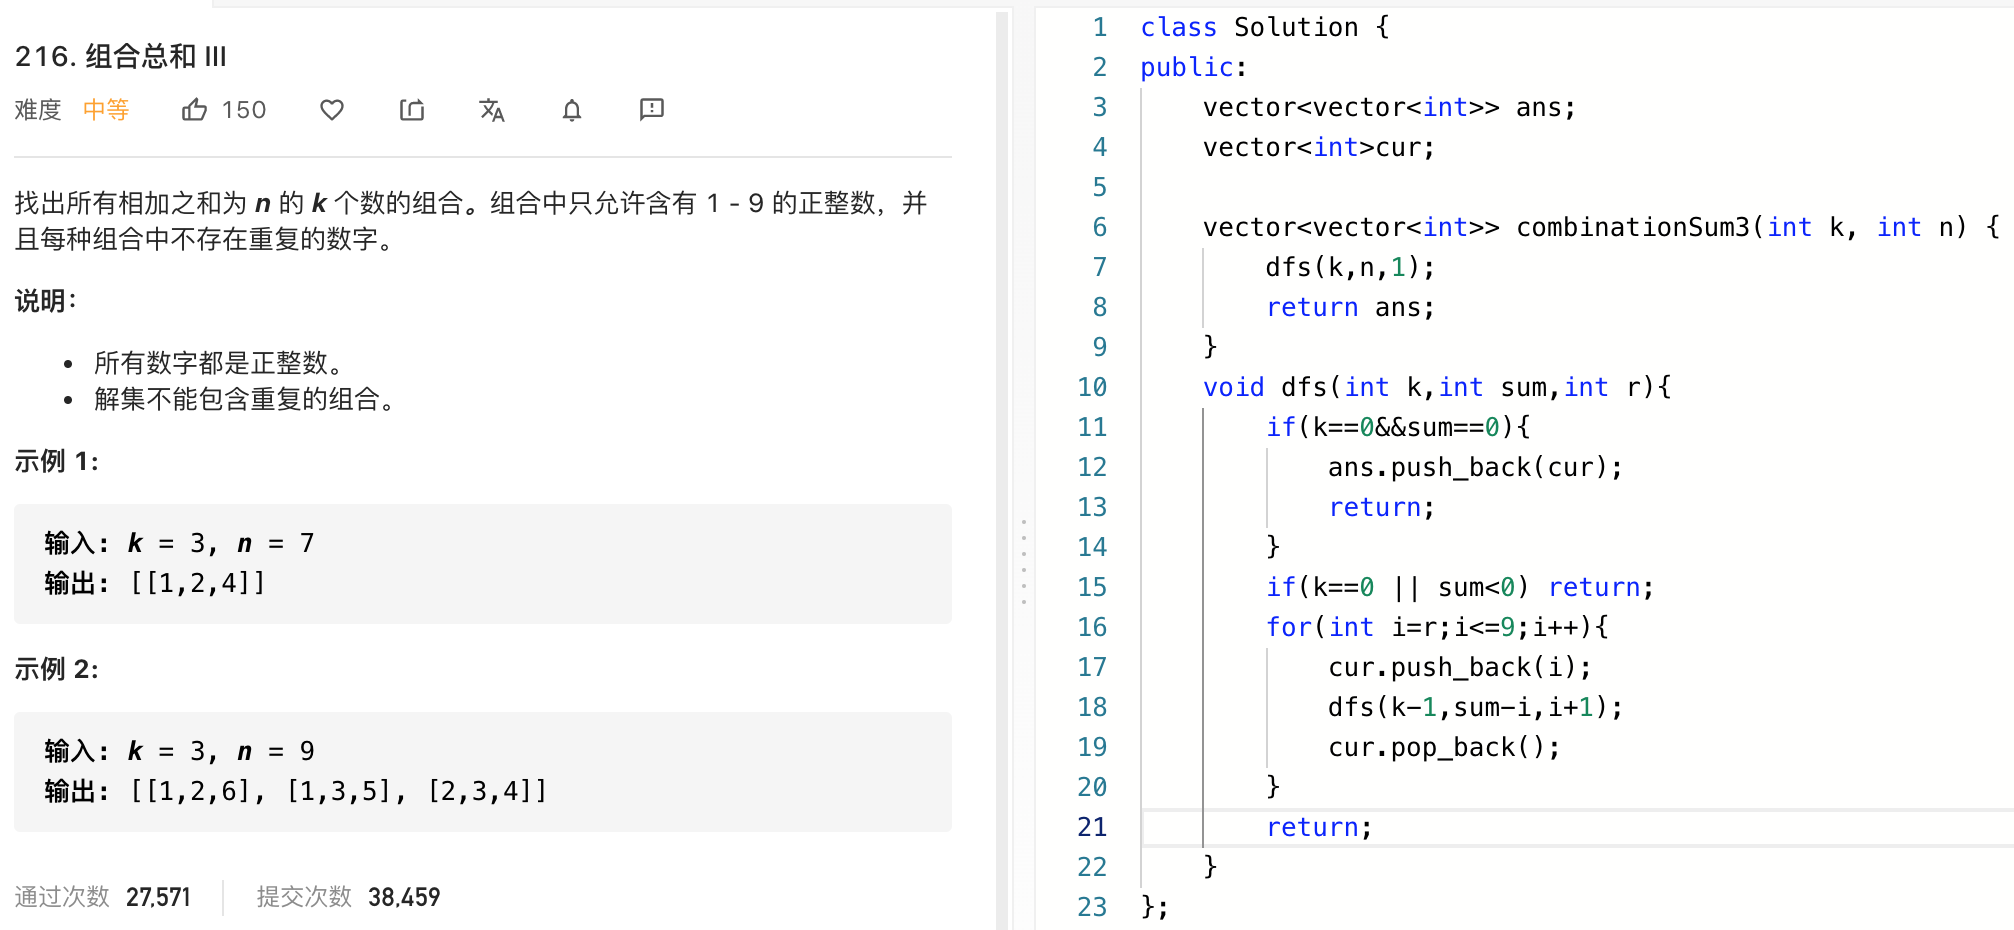 216. 组合总和 III
难度 中等 150
找出所有相加之和为 n 的 k 个数的组合。组合中只允许含有 1 - 9 的正整数，并
且每种组合中不存在重复的数字。
说明：
• 所有数字都是正整数。
• 解集不能包含重复的组合。
示例 1:
输入: k = 3, n = 7
输出: [[1,2,4]]
示例 2:
输入: k = 3, n = 9
输出: [[1,2,6], [1,3,5], [2,3,4]]
通过次数 27,571 提交次数 38,459
1 class Solution {
2 public:
3     vector<vector<int>> ans;
4     vector<int>cur;
5
6     vector<vector<int>> combinationSum3(int k, int n) {
7         dfs(k,n,1);
8         return ans;
9     }
10     void dfs(int k,int sum,int r){
11         if(k==0&&sum==0){
12             ans.push_back(cur);
13             return;
14         }
15         if(k==0 || sum<0) return;
16         for(int i=r;i<=9;i++){
17             cur.push_back(i);
18             dfs(k-1,sum-i,i+1);
19             cur.pop_back();
20         }
21         return;
22     }
23 };